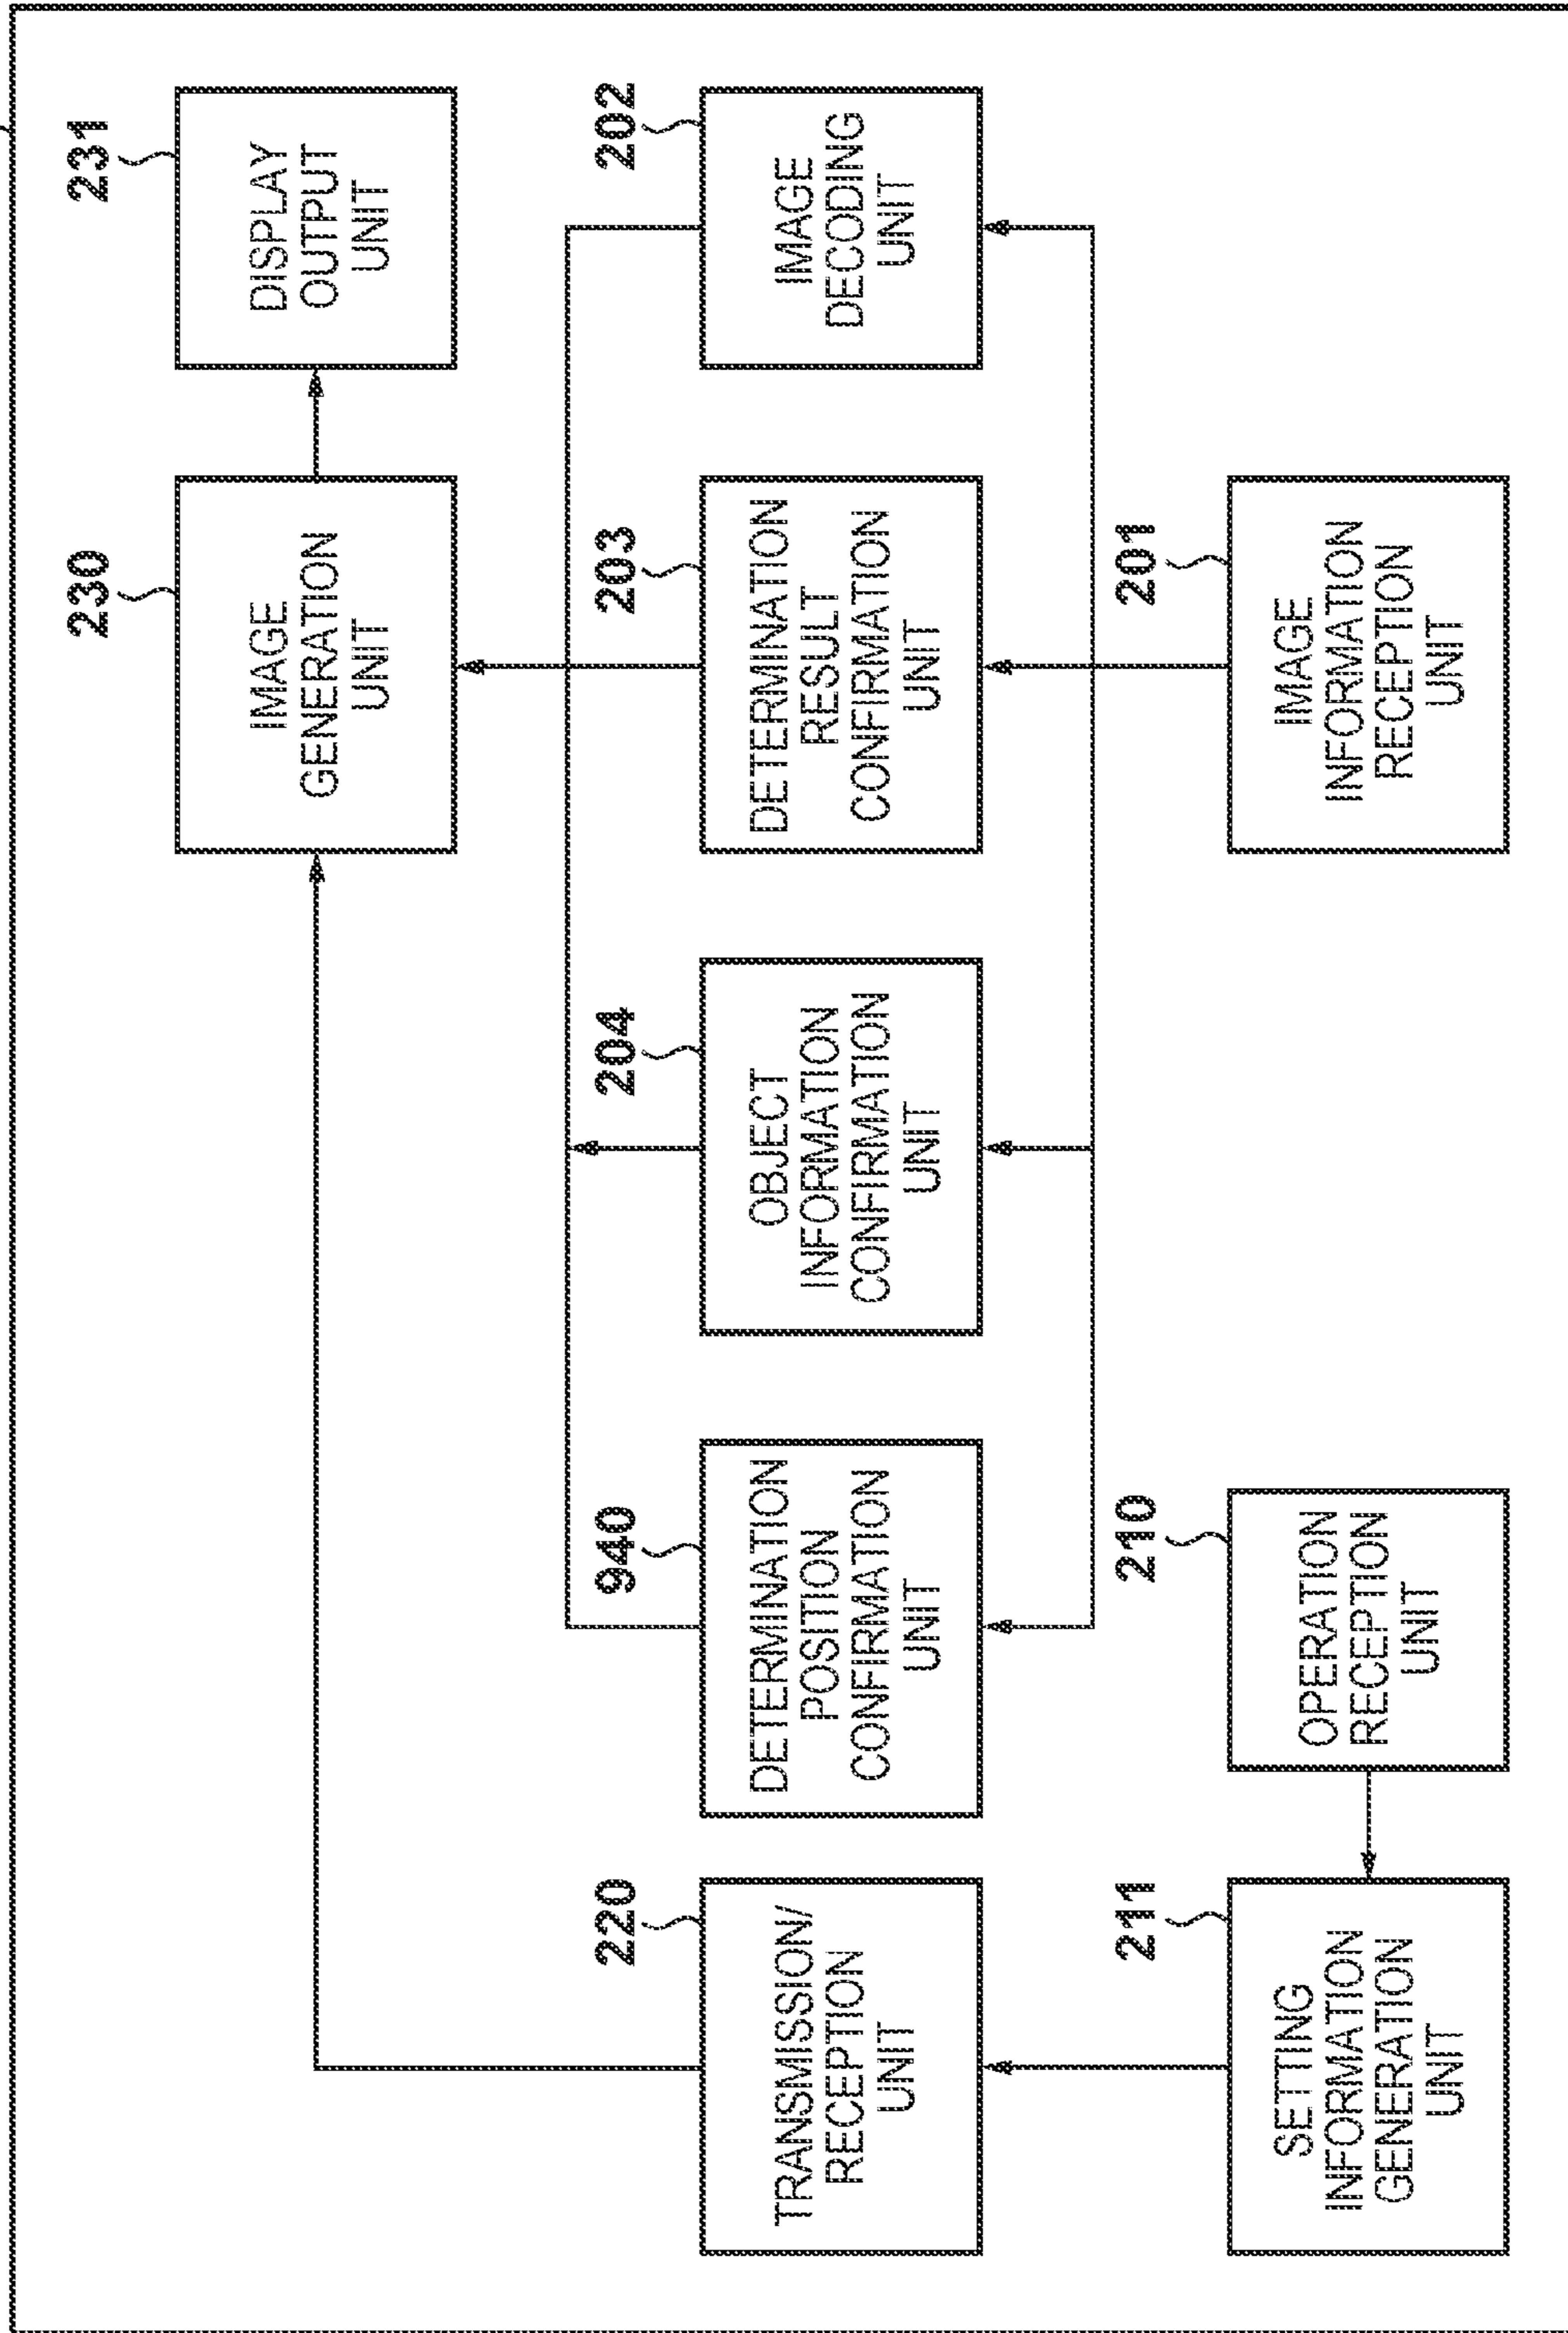 230
IMAGE
GENERATION
UNIT
231
DISPLAY
OUTPUT
UNIT
220
TRANSMISSION/
RECEPTION
UNIT
940
DETERMINATION
POSITION
CONFIRMATION
UNIT
204
OBJECT
INFORMATION
CONFIRMATION
UNIT
203
DETERMINATION
RESULT
CONFIRMATION
UNIT
202
IMAGE
DECODING
UNIT
211
SETTING
INFORMATION
GENERATION
UNIT
210
OPERATION
RECEPTION
UNIT
201
IMAGE
INFORMATION
RECEPTION
UNIT